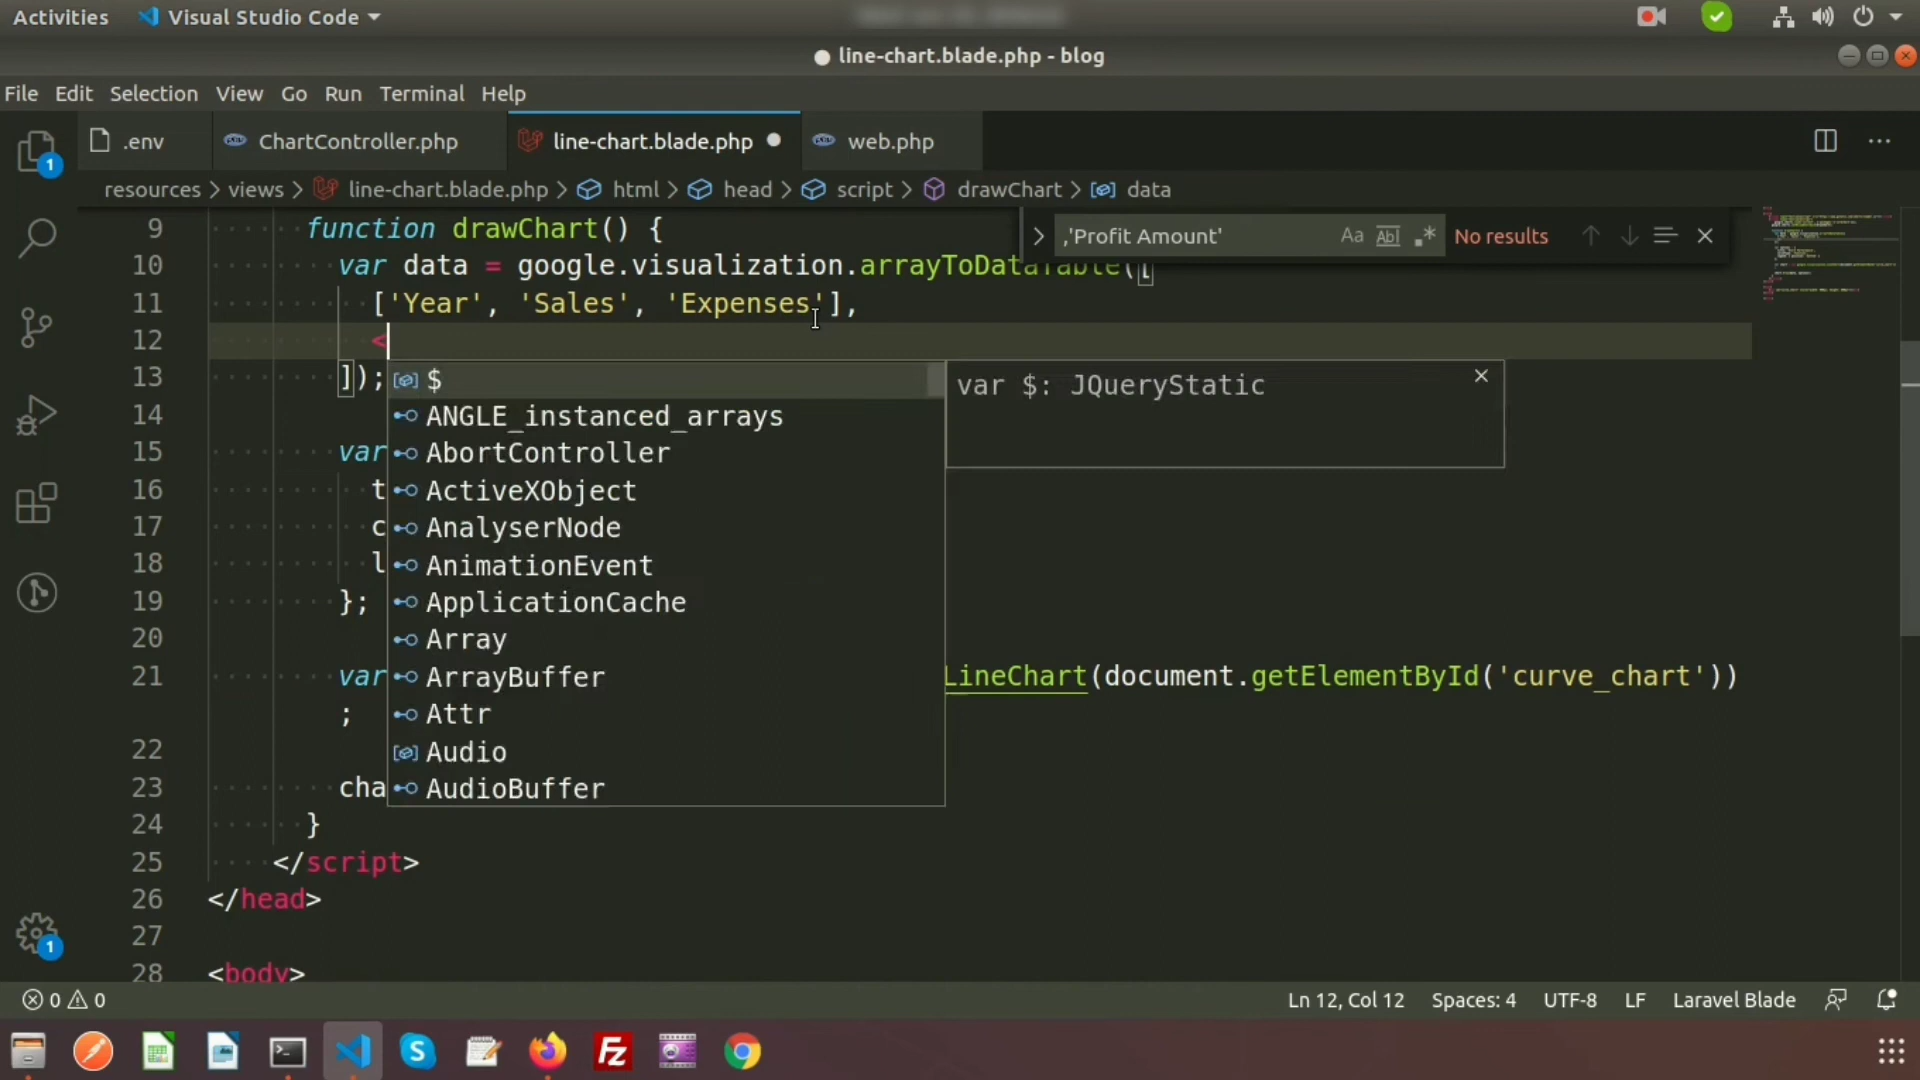 Activities Visual Studio Code
line-chart.blade.php - blog
File Edit Selection View Go Run Terminal Help
.env ChartController.php line-chart.blade.php web.php
resources > views > line-chart.blade.php > html > head > script > drawChart > data
,'Profit Amount' Aa Abl .* No results
9 function drawChart() {
10 var data = google.visualization.arrayToDataTable([
11 ['Year', 'Sales', 'Expenses'],
12 <
13 ]);
$
var $: JQueryStatic
14 ANGLE_instanced_arrays
15 var AbortController
16 t ActiveXObject
17 c AnalyserNode
18 l AnimationEvent
19 }; ApplicationCache
20 Array
21 var ArrayBuffer LineChart(document.getElementById('curve_chart'))
; Attr
22 Audio
23 cha AudioBuffer
24 }
25 </script>
26 </head>
27
28 <body>
1
1
0 0 Ln 12, Col 12 Spaces: 4 UTF-8 LF Laravel Blade
S Fz